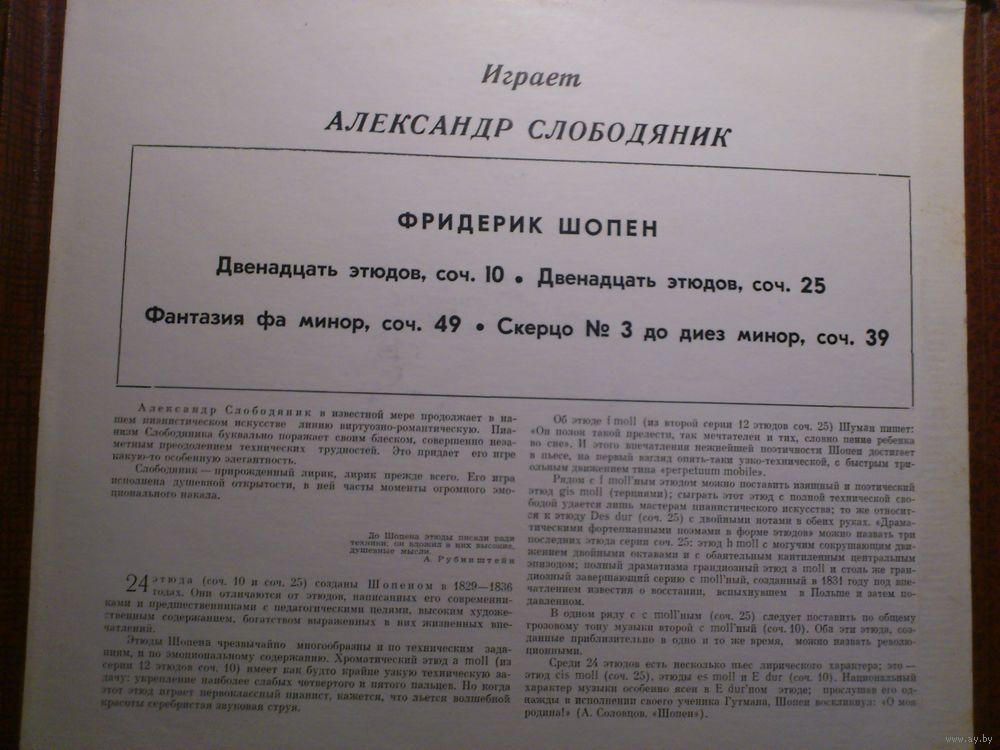 Играет
АЛЕКСАНДР СЛОБОДЯНИК
ФРИДЕРИК ШОПЕН
Двенадцать этюдов, соч. 10 • Двенадцать этюдов, соч. 25
Фантазия фа минор, соч. 49 • Скерцо № 3 до диез минор, соч. 39
Александр Слободяник в известной мере продолжает в на-
шем пианистическом искусстве линию виртуозно-романтическую. Пиа-
низм Слободяника буквально поражает своим блеском, совершенно неза-
метным преодолением технических трудностей. Это придает его игре
какую-то особенную элегантность.
Слободяник — прирожденный лирик, лирик прежде всего. Его игра
исполнена душевной открытости, в ней часты моменты огромного эмо-
ционального накала.
До Шопена этюды писали ради
техники; он вложил в них высокие,
душевные мысли.
А. Рубинштейн
24 этюда (соч. 10 и соч. 25) созданы Шопеном в 1829—1836
годах. Они отличаются от этюдов, написанных его современни-
ками и предшественниками с педагогическими целями, высоким художе-
ственным содержанием, богатством выраженных в них жизненных впе-
чатлений.
Этюды Шопена чрезвычайно многообразны и по техническим зада-
ниям, и по эмоциональному содержанию. Хроматический этюд a moll (из
серии 12 этюдов соч. 10) имеет как будто крайне узкую техническую за-
дачу: укрепление наиболее слабых четвертого и пятого пальцев. Но когда
этот этюд играет первоклассный пианист, кажется, что льется волшебной
красоты серебристая звуковая струя.
Об этюде f moll (из второй серии 12 этюдов соч. 25) Шуман пишет:
«Он полон такой прелести, так мечтателен и тих, словно пение ребенка
во сне». И этого впечатления нежнейшей поэтичности Шопен достигает
в пьесе, на первый взгляд опять-таки узко-технической, с быстрым три-
ольным движением типа «perpetuum mobile».
Рядом с f moll'ным этюдом можно поставить изящный и поэтический
этюд gis moll (терциями); сыграть этот этюд с полной технической сво-
бодой удается лишь мастерам пианистического искусства; то же относит-
ся к этюду Des dur (соч. 25) с двойными нотами в обеих руках. «Драма-
тическими фортепианными поэмами в форме этюдов» можно назвать три
последних этюда серии соч. 25: этюд h moll с могучим сокрушающим дви-
жением двойными октавами и с обаятельным кантиленным центральным
эпизодом; полный драматизма грандиозный этюд a moll и столь же гран-
диозный завершающий серию c moll'ный, созданный в 1831 году под впе-
чатлением известия о восстании, вспыхнувшем в Польше и затем по-
давленном.
В одном ряду с c moll'ным (соч. 25) следует поставить по общему
грозовому тону музыки второй c moll'ный (соч. 10). Оба эти этюда, соз-
данные приблизительно в одно и то же время, можно назвать револю-
ционными.
Среди 24 этюдов есть несколько пьес лирического характера; это —
этюд cis moll (соч. 25), этюды es moll и E dur (соч. 10). Национальный
характер музыки особенно ясен в E dur'ном этюде; прослушав его од-
нажды в исполнении своего ученика Гутмана, Шопен воскликнул: «О моя
родина!» (А. Соловцов, «Шопен»).
www.ay.by